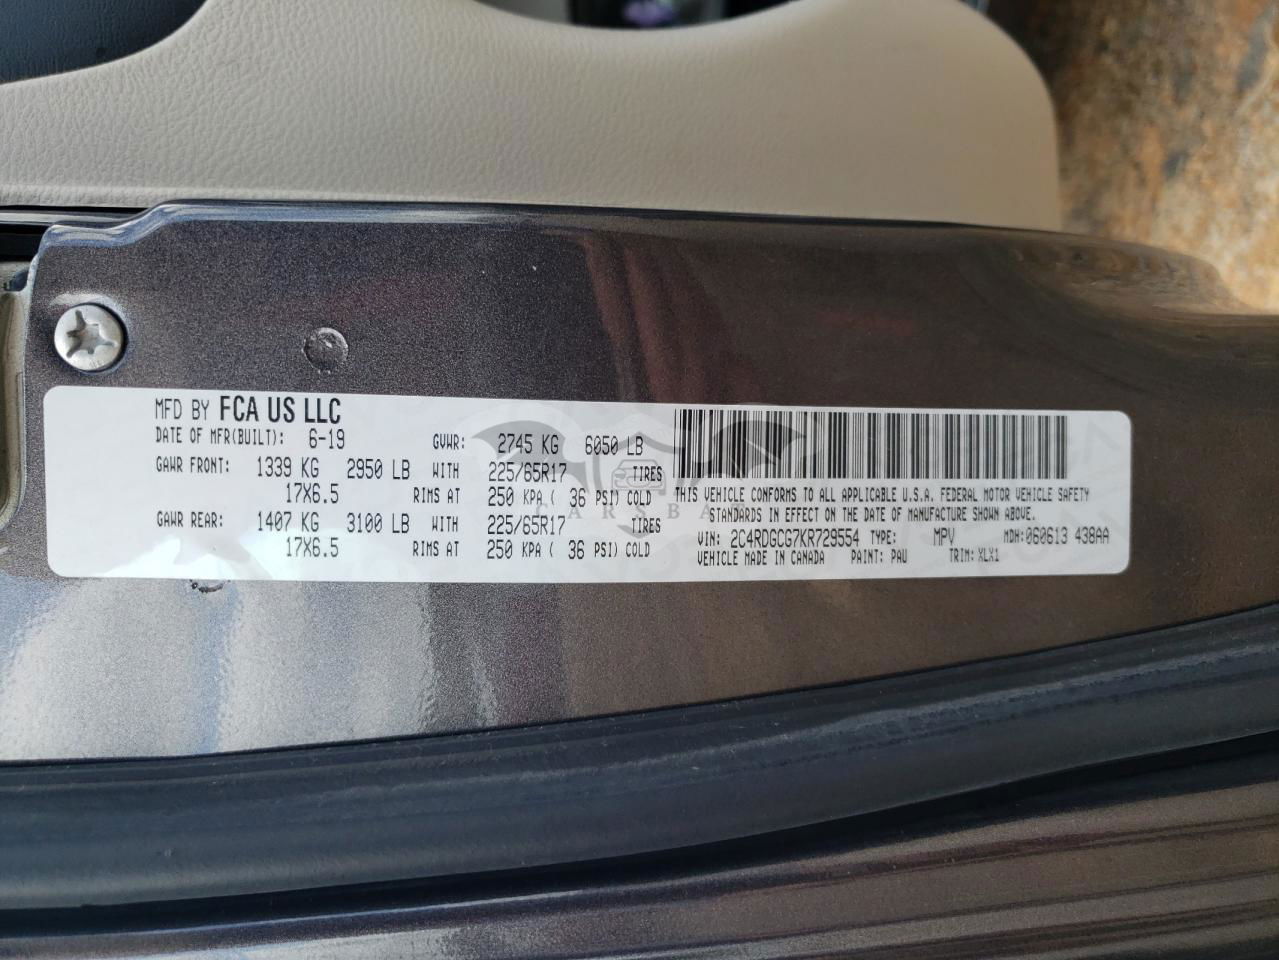 MFD BY FCA US LLC
DATE OF MFR(BUILT): 6-19 GVWR: 2745 KG 6050 LB
GAWR FRONT: 1339 KG 2950 LB WITH 225/65R17 TIRES
17X6.5 RIMS AT 250 KPA ( 36 PSI) COLD
GAWR REAR: 1407 KG 3100 LB WITH 225/65R17 TIRES
17X6.5 RIMS AT 250 KPA ( 36 PSI) COLD
THIS VEHICLE CONFORMS TO ALL APPLICABLE U.S.A. FEDERAL MOTOR VEHICLE SAFETY
STANDARDS IN EFFECT ON THE DATE OF MANUFACTURE SHOWN ABOVE.
VIN: 2C4RDGCG7KR729554 TYPE: MPV MDH:060613 438AA
VEHICLE MADE IN CANADA PAINT: PAU TRIM: XLX1